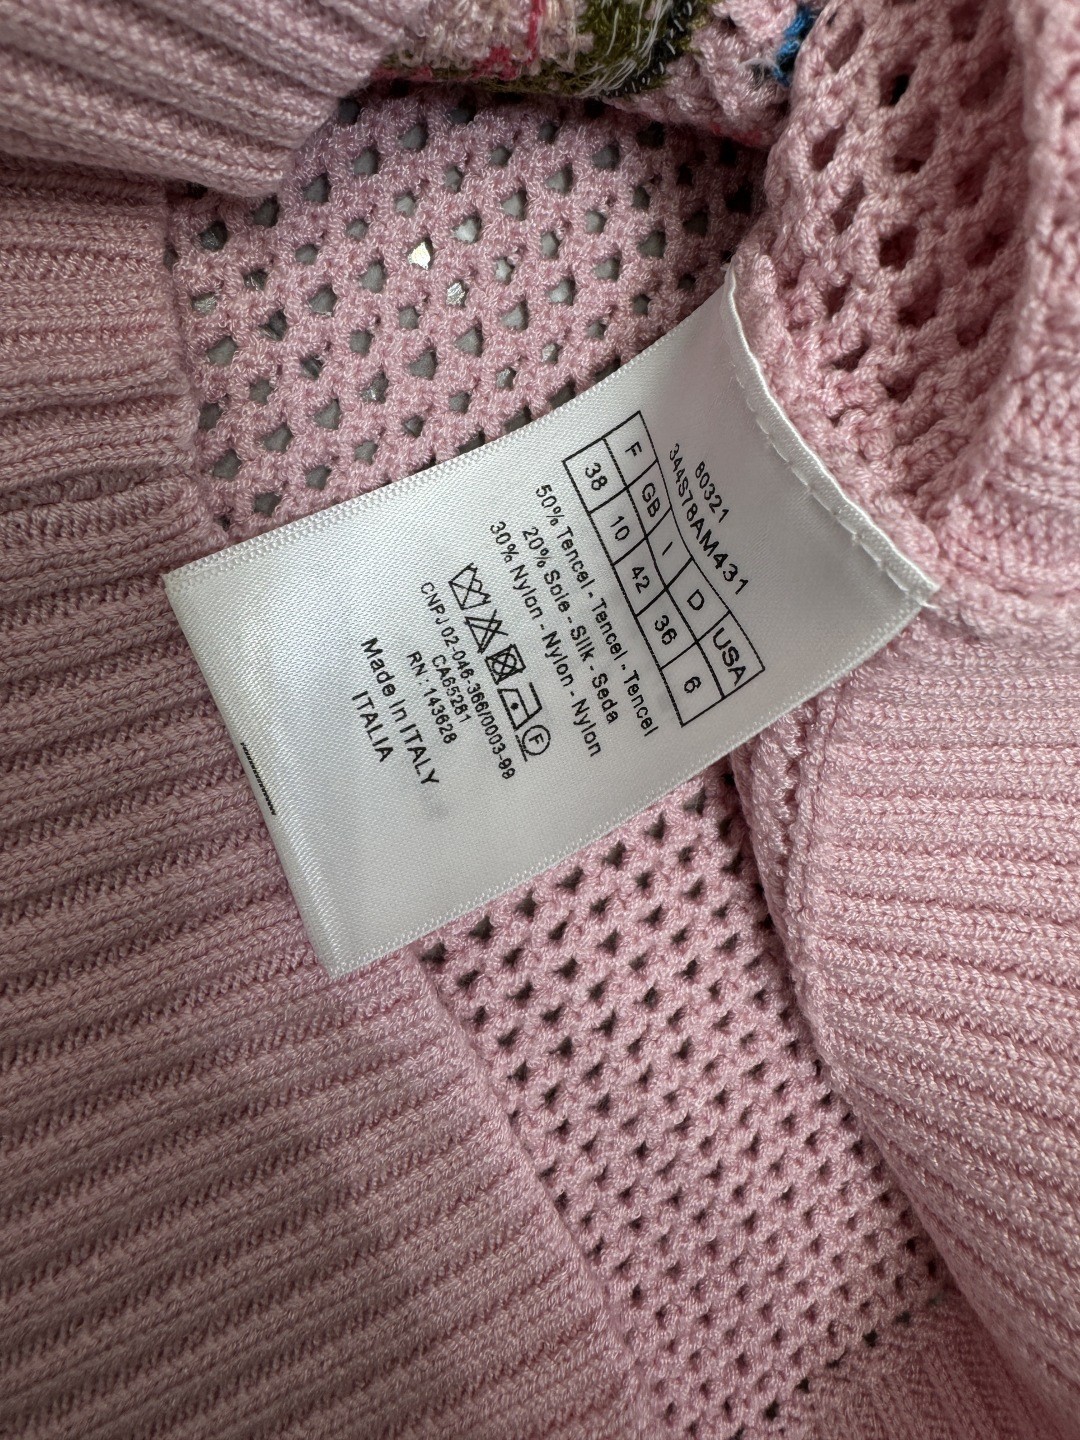 80321
344S78AM431
F GB I D USA
38 10 42 36 6
50% Tencel - Tencel - Tencel
20% Soie - Silk - Seda
30% Nylon - Nylon - Nylon
F
CNPJ 02-046-366/0003-99
CA65281
RN: 143628
Made in ITALY
ITALIA